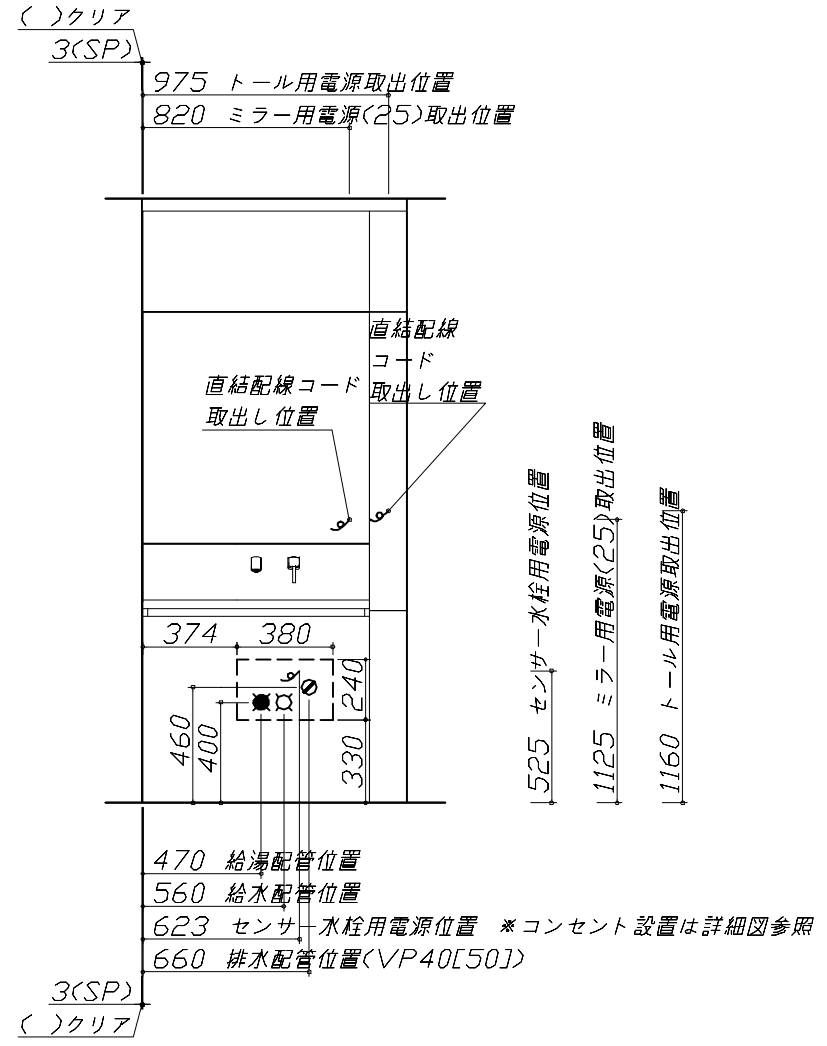 ( )クリア
3(SP)
975 トール用電源取出位置
820 ミラー用電源(25)取出位置
直結配線
コード
取出し位置
直結配線コード
取出し位置
525 センサー水栓用電源位置
1125 ミラー用電源(25)取出位置
1160 トール用電源取出位置
374
380
240
330
460
400
470 給湯配管位置
560 給水配管位置
623 センサー水栓用電源位置 ※コンセント設置は詳細図参照
660 排水配管位置(VP40[50])
3(SP)
( )クリア